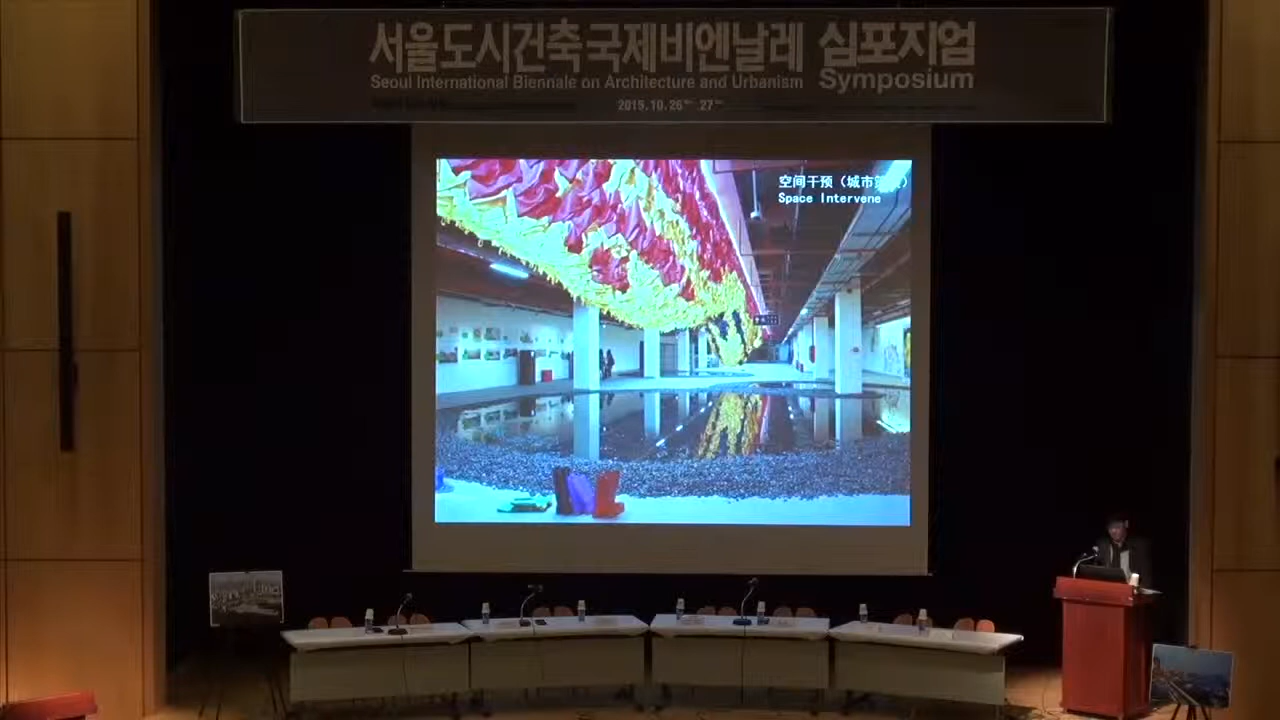 서울도시건축국제비엔날레 심포지엄
Seoul International Biennale on Architecture and Urbanism Symposium
2015.10.26 27
空间干预（城市
Space Intervene